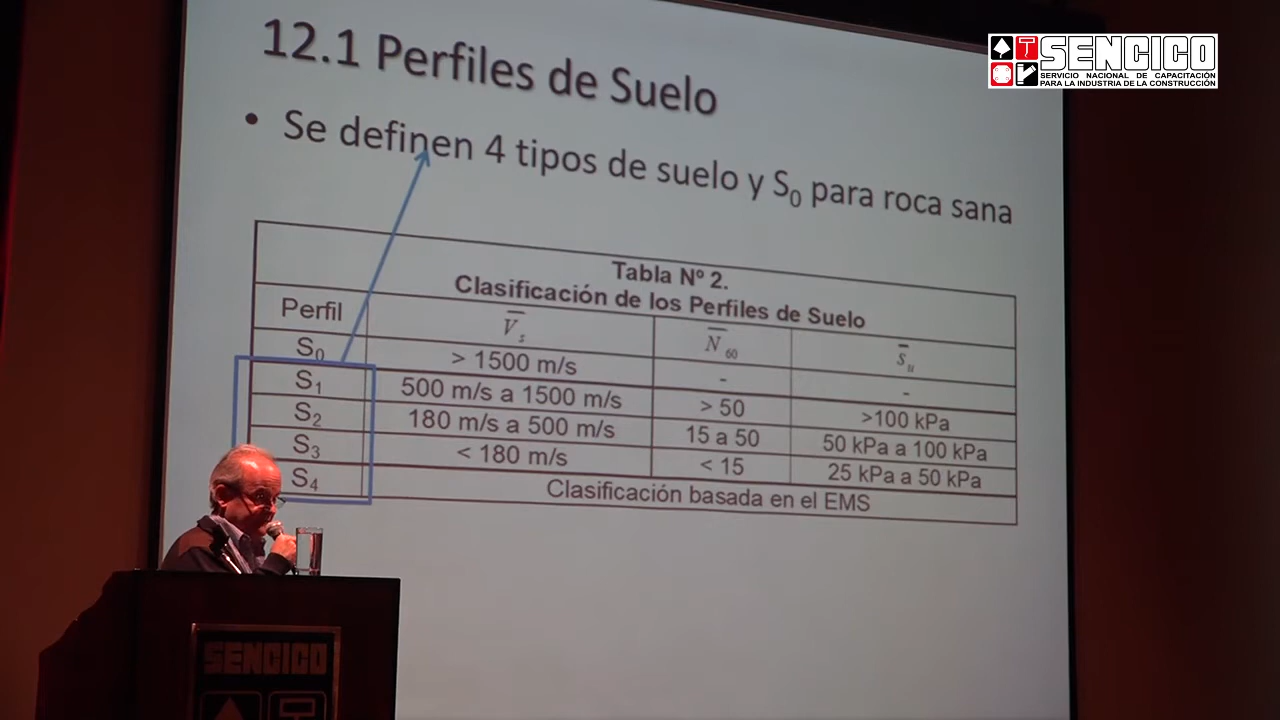 12.1 Perfiles de Suelo
• Se definen 4 tipos de suelo y S0 para roca sana
Tabla Nº 2.
Clasificación de los Perfiles de Suelo
Perfil V̅s N̅60 s̅u
S0 > 1500 m/s - -
S1 500 m/s a 1500 m/s > 50 >100 kPa
S2 180 m/s a 500 m/s 15 a 50 50 kPa a 100 kPa
S3 < 180 m/s < 15 25 kPa a 50 kPa
S4 Clasificación basada en el EMS
SENCICO
SERVICIO NACIONAL DE CAPACITACIÓN
PARA LA INDUSTRIA DE LA CONSTRUCCIÓN
SENCICO